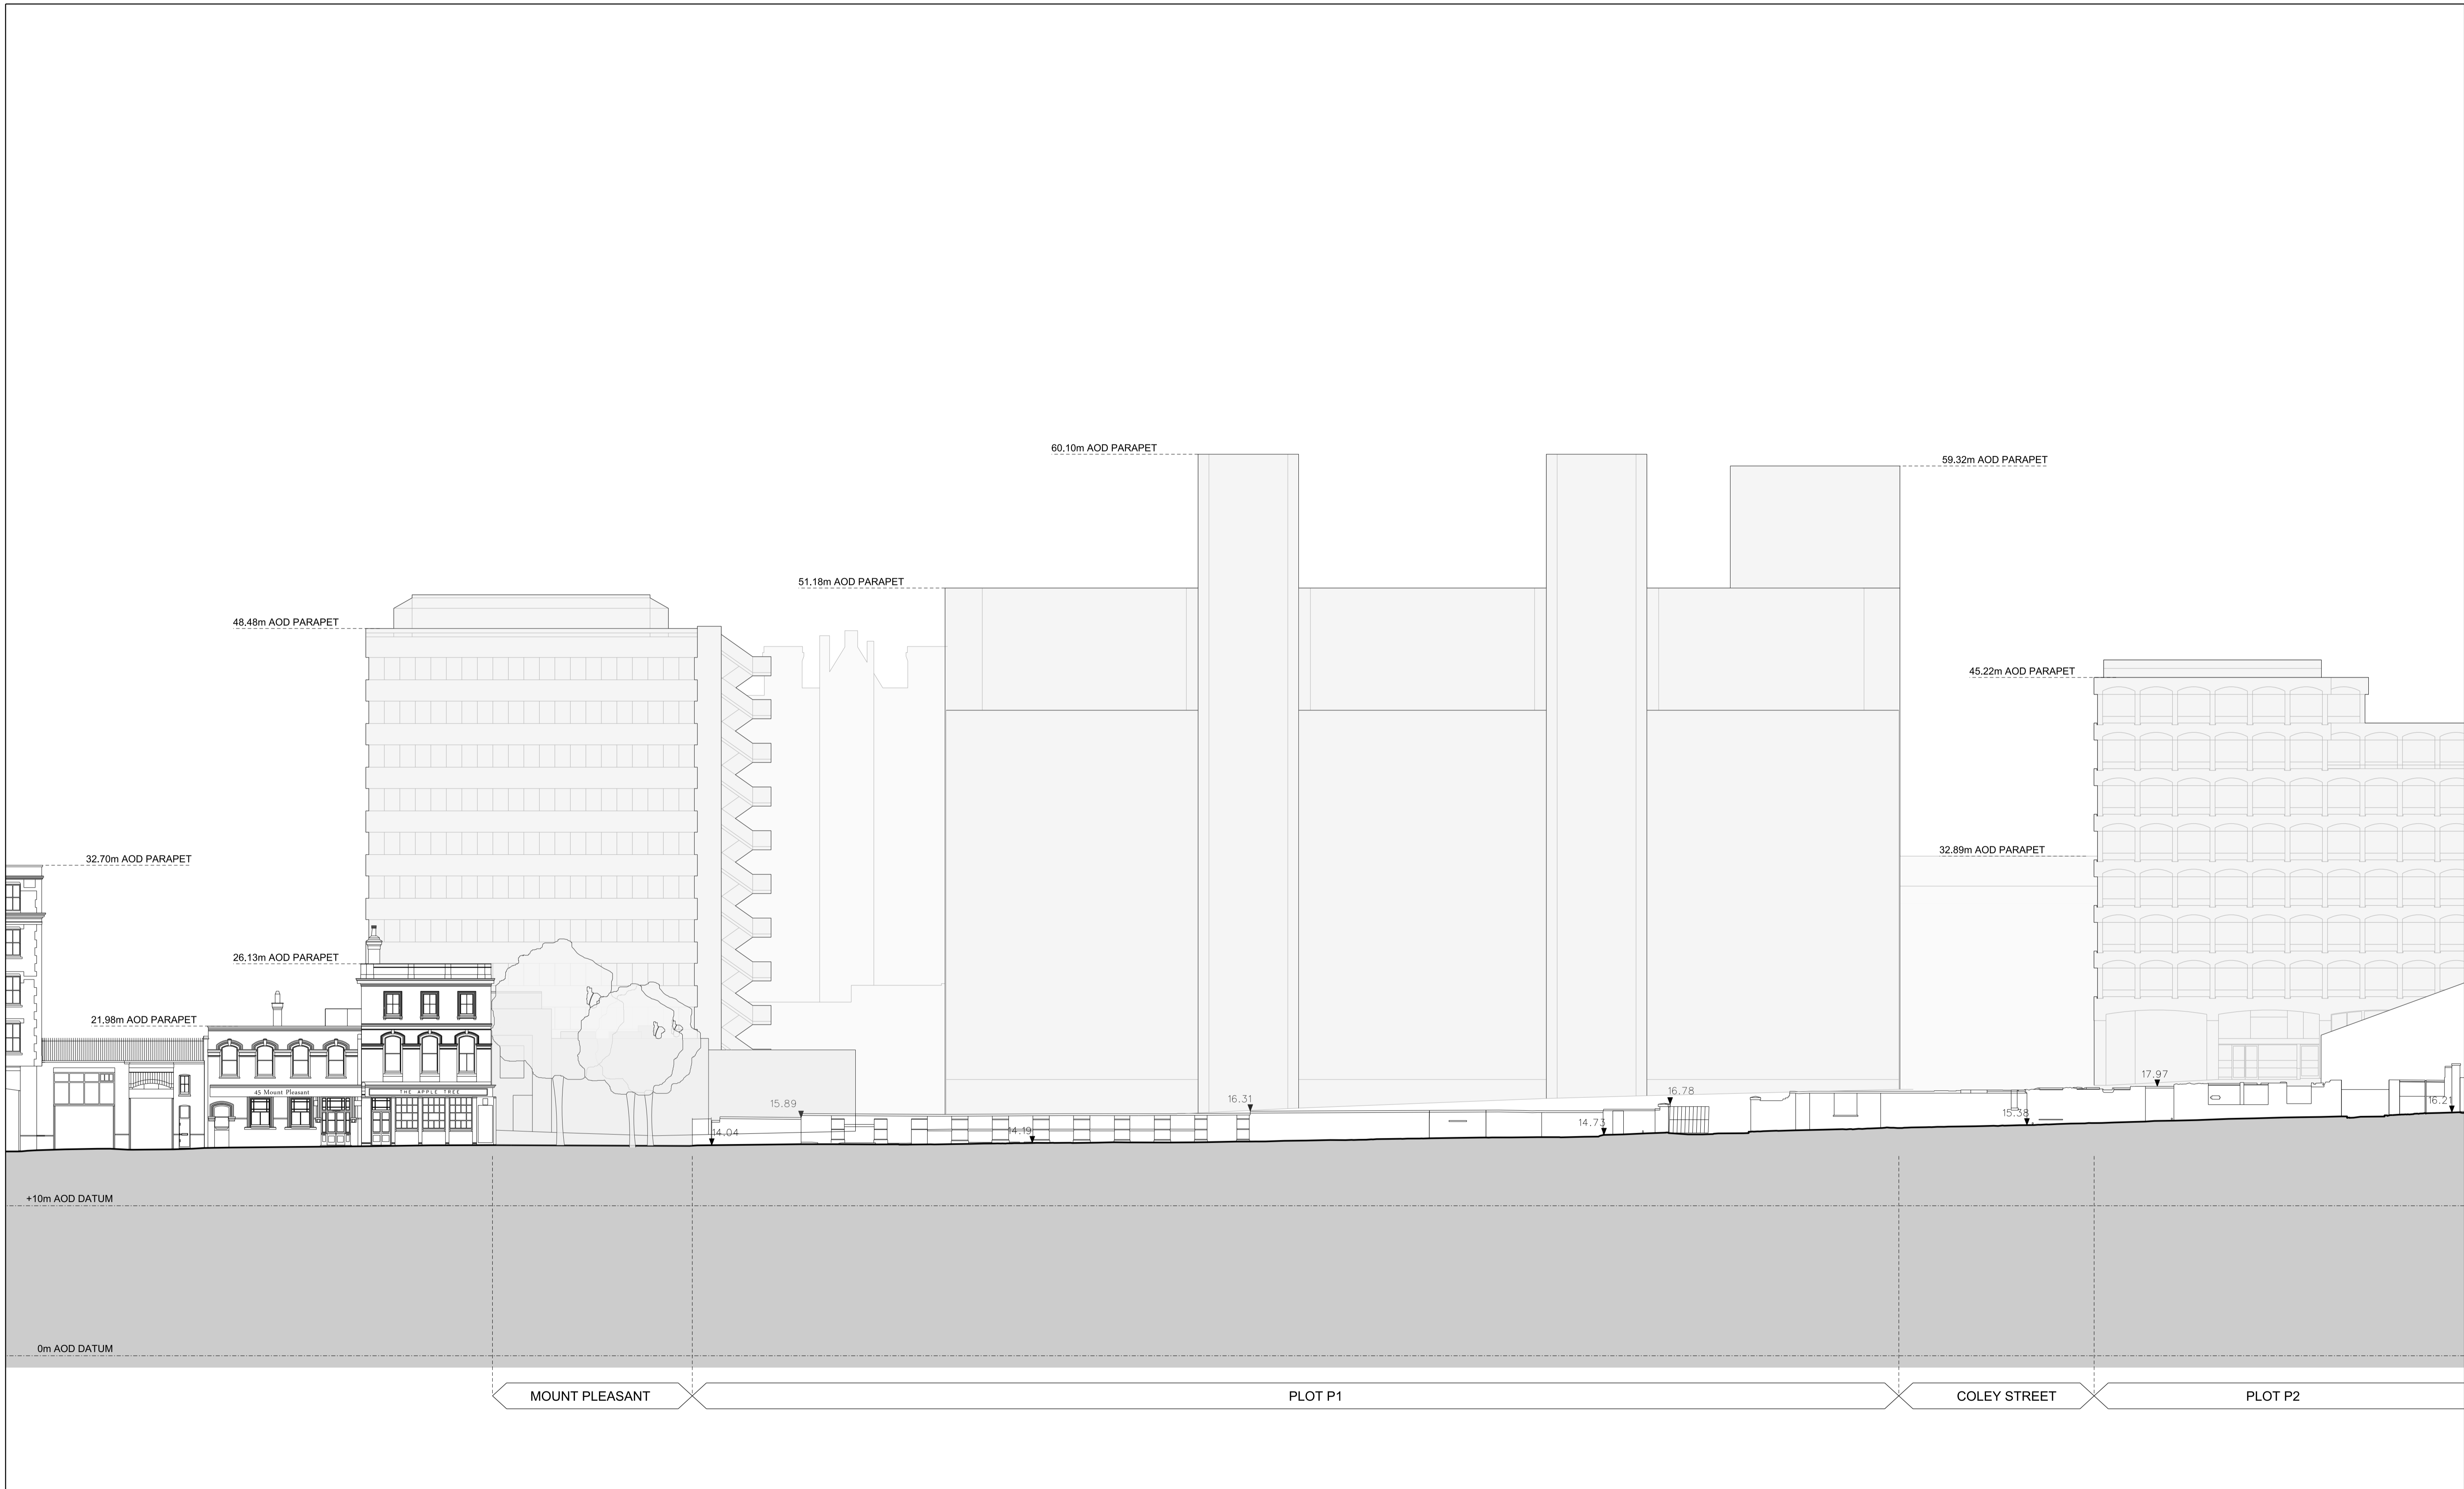 60.10m AOD PARAPET
59.32m AOD PARAPET
51.18m AOD PARAPET
48.48m AOD PARAPET
45.22m AOD PARAPET
32.89m AOD PARAPET
32.70m AOD PARAPET
26.13m AOD PARAPET
21.98m AOD PARAPET
45 Mount Pleasant
THE APPLE TREE
17.97
16.78
16.31
15.89
16.21
15.38
14.73
14.19
14.04
+10m AOD DATUM
0m AOD DATUM
MOUNT PLEASANT
PLOT P1
COLEY STREET
PLOT P2